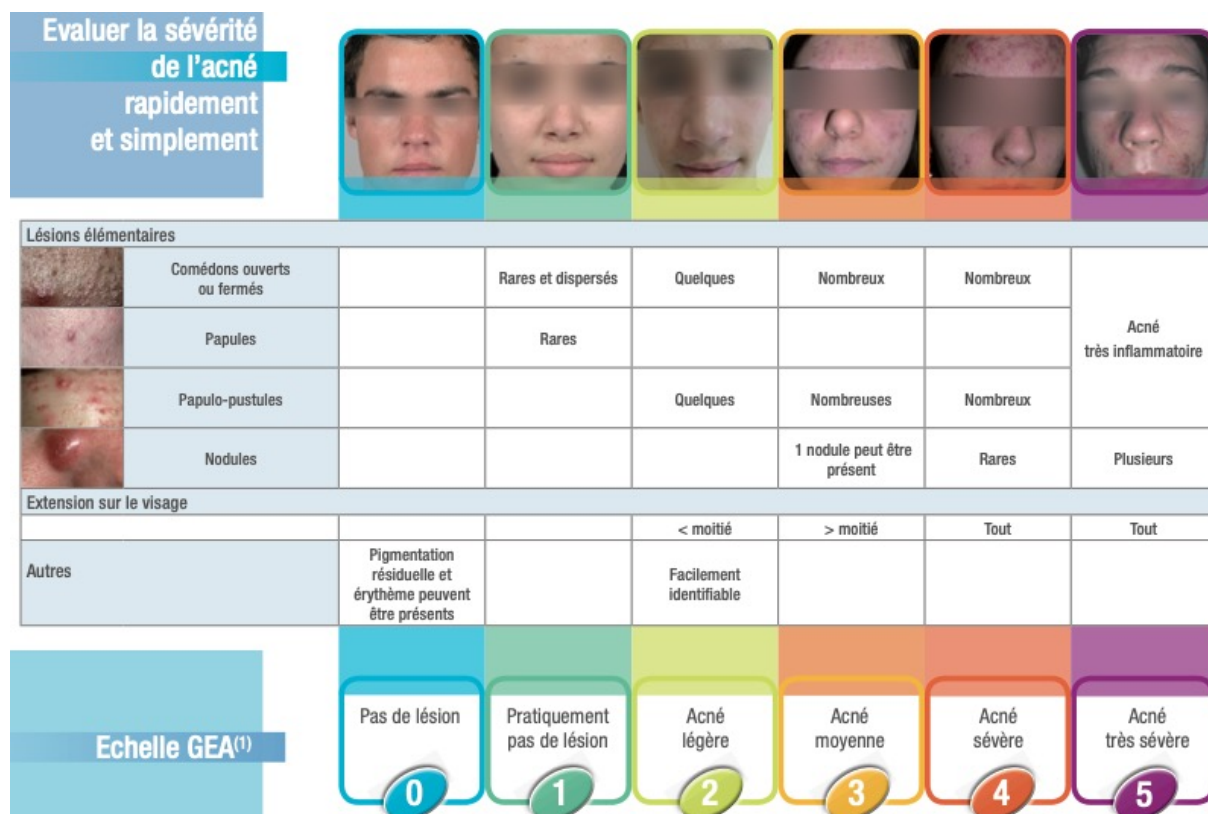 Evaluer la sévérité
de l'acné
rapidement
et simplement
Lésions élémentaires
Comédons ouverts
ou fermés
Rares et dispersés
Quelques
Nombreux
Nombreux
Acné
très inflammatoire
Papules
Rares
Papulo-pustules
Quelques
Nombreuses
Nombreux
Nodules
1 nodule peut être
présent
Rares
Plusieurs
Extension sur le visage
< moitié
> moitié
Tout
Tout
Autres
Pigmentation
résiduelle et
érythème peuvent
être présents
Facilement
identifiable
Echelle GEA(1)
Pas de lésion
0
Pratiquement
pas de lésion
1
Acné
légère
2
Acné
moyenne
3
Acné
sévère
4
Acné
très sévère
5